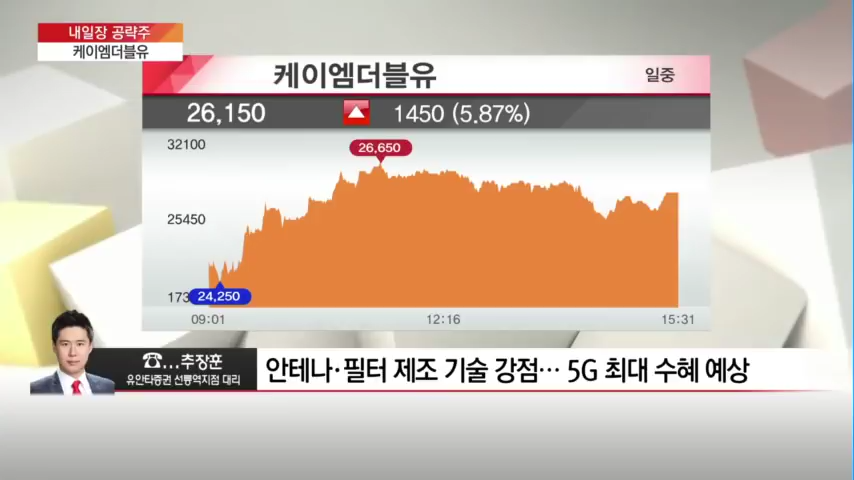 내일장 공략주
케이엠더블유
케이엠더블유
일중
26,150
1450 (5.87%)
32100
26,650
25450
173
24,250
09:01
12:16
15:31
☎...추장훈
유안타증권 선릉역지점 대리
안테나·필터 제조 기술 강점… 5G 최대 수혜 예상